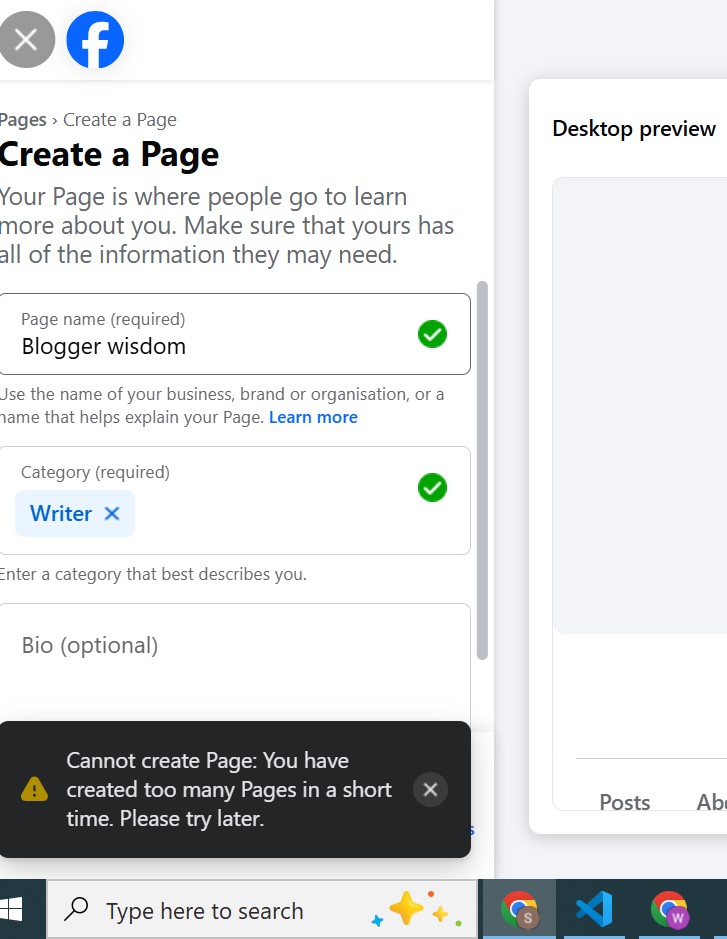 Pages › Create a Page
Create a Page
Your Page is where people go to learn
more about you. Make sure that yours has
all of the information they may need.
Page name (required)
Blogger wisdom
Use the name of your business, brand or organisation, or a
name that helps explain your Page. Learn more
Category (required)
Writer
Enter a category that best describes you.
Bio (optional)
Cannot create Page: You have
created too many Pages in a short
time. Please try later.
Type here to search
S
W
Desktop preview
Posts